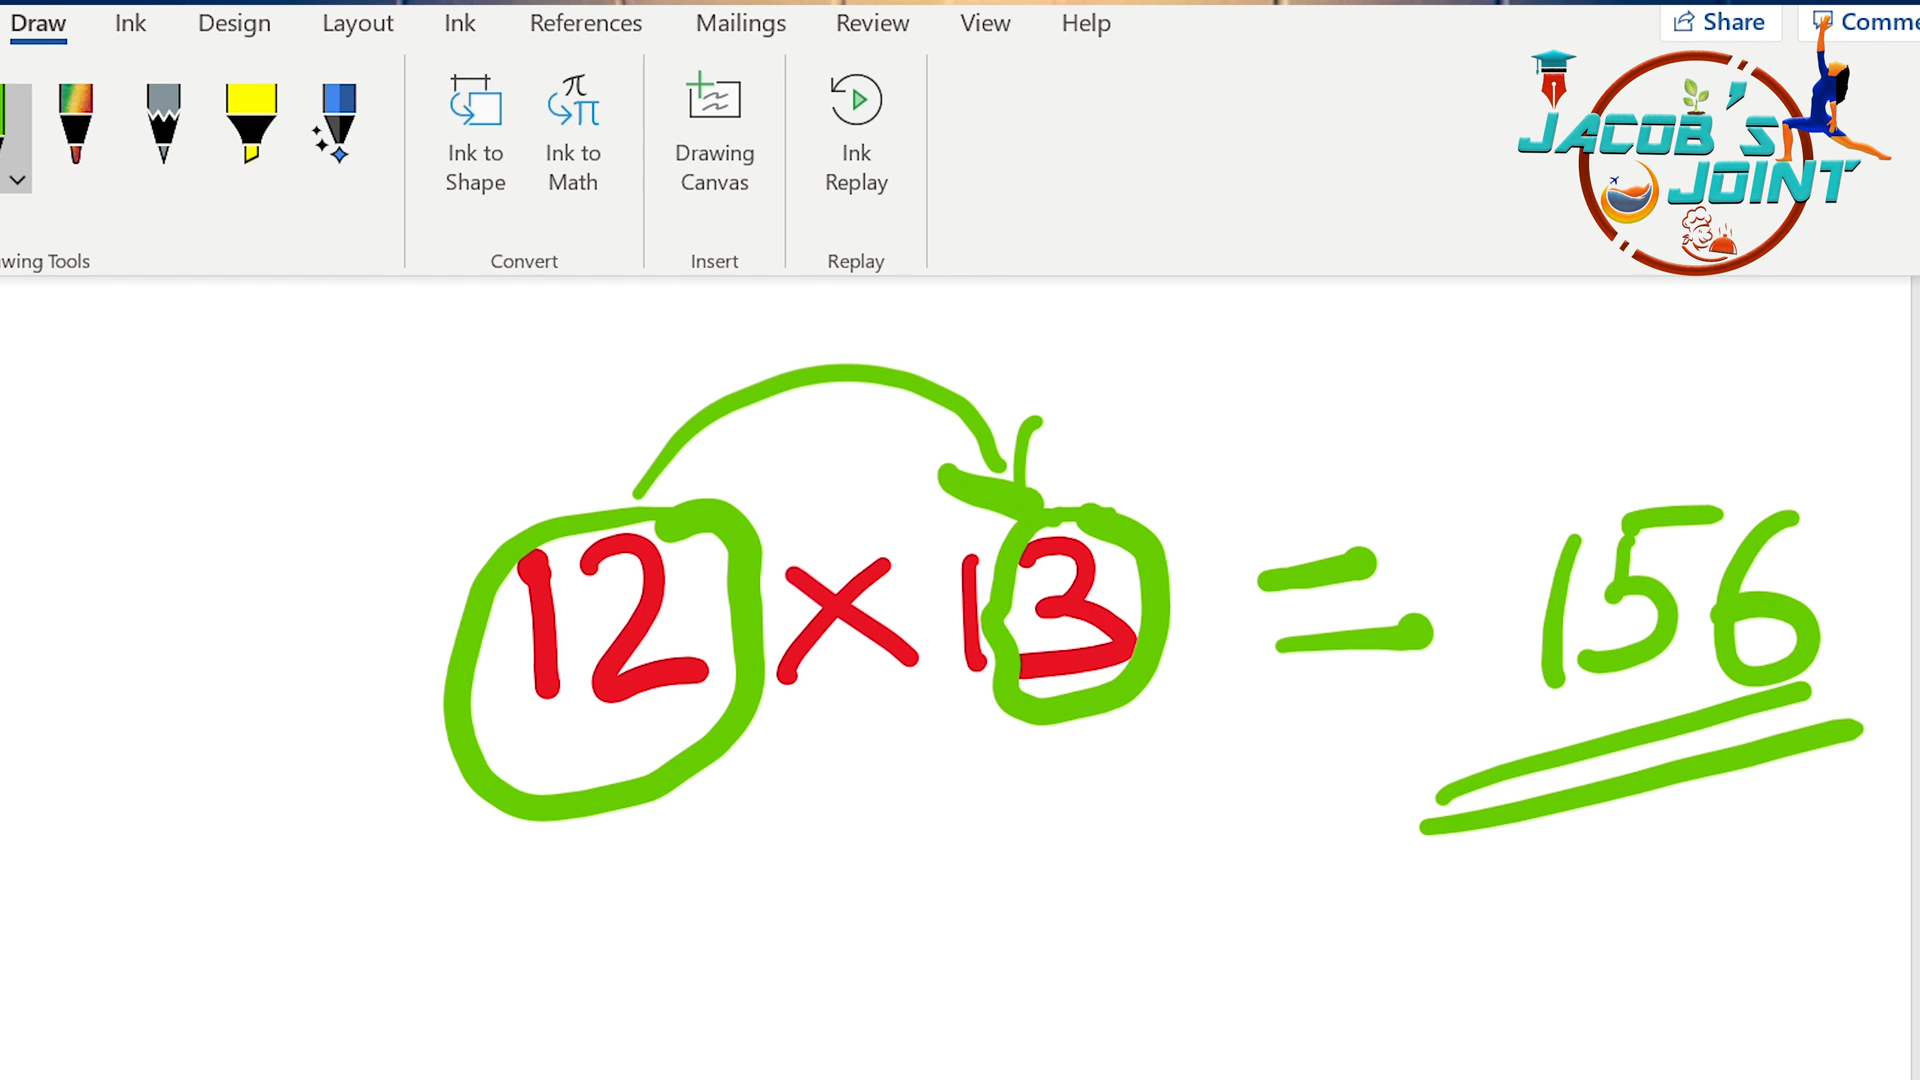 Draw Ink Design Layout Ink References Mailings Review View Help Share
JACOB'S
JOINT
Ink to Shape
Ink to Math
Drawing Canvas
Ink Replay
Convert Insert Replay
12 × 13 = 156